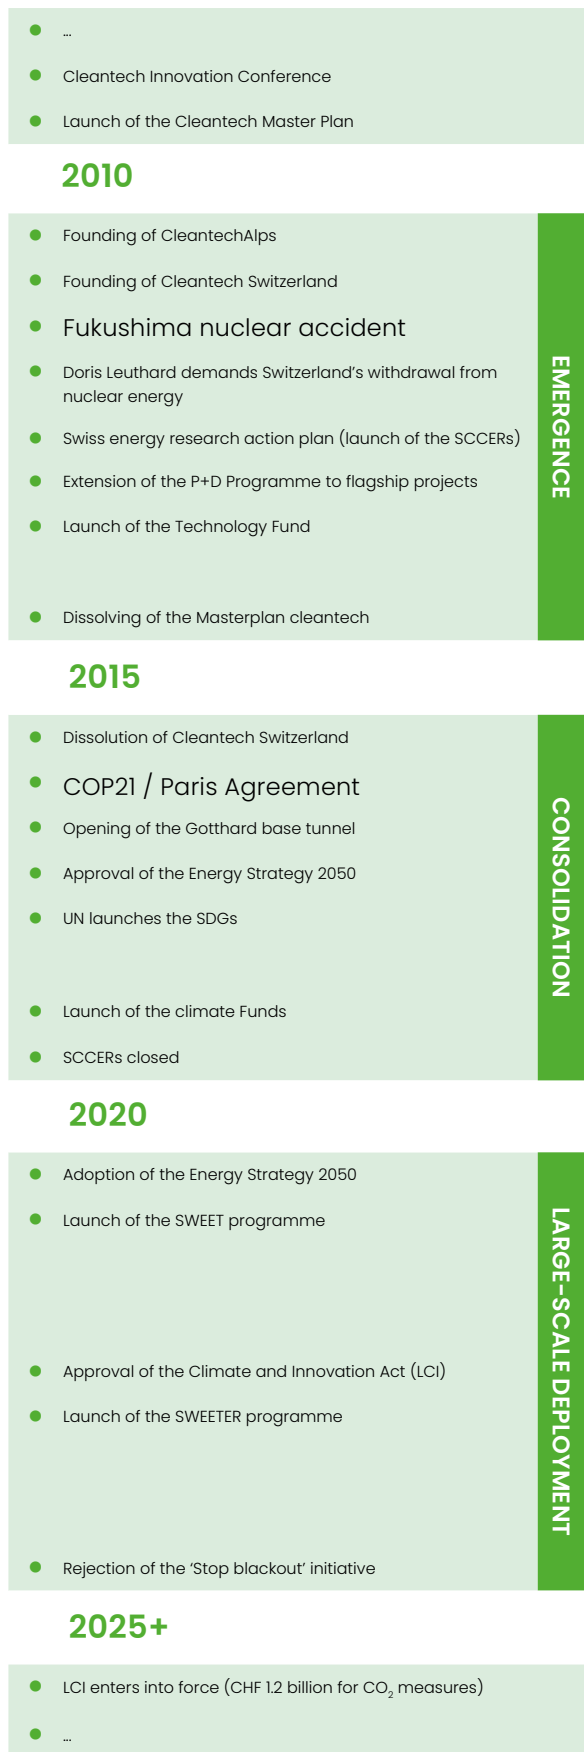 ...
Cleantech Innovation Conference
Launch of the Cleantech Master Plan
2010
Founding of CleantechAlps
Founding of Cleantech Switzerland
Fukushima nuclear accident
Doris Leuthard demands Switzerland’s withdrawal from
nuclear energy
Swiss energy research action plan (launch of the SCCERs)
Extension of the P+D Programme to flagship projects
Launch of the Technology Fund
Dissolving of the Masterplan cleantech
EMERGENCE
2015
Dissolution of Cleantech Switzerland
COP21 / Paris Agreement
Opening of the Gotthard base tunnel
Approval of the Energy Strategy 2050
UN launches the SDGs
Launch of the climate Funds
SCCERs closed
CONSOLIDATION
2020
Adoption of the Energy Strategy 2050
Launch of the SWEET programme
Approval of the Climate and Innovation Act (LCI)
Launch of the SWEETER programme
Rejection of the ‘Stop blackout’ initiative
LARGE-SCALE DEPLOYMENT
2025+
LCI enters into force (CHF 1.2 billion for CO₂ measures)
...